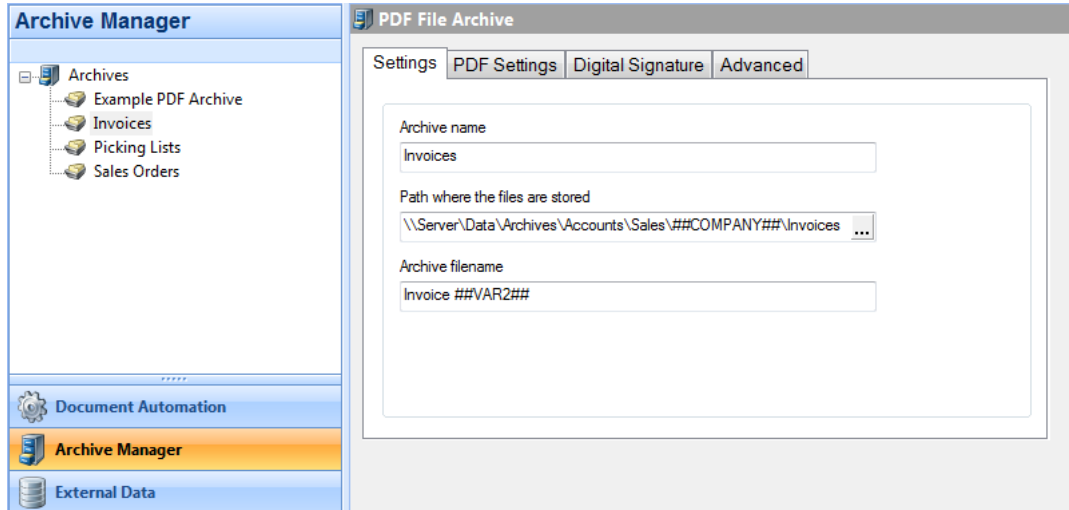 Archive Manager
Archives
Example PDF Archive
Invoices
Picking Lists
Sales Orders
Document Automation
Archive Manager
External Data
PDF File Archive
Settings PDF Settings Digital Signature Advanced
Archive name
Invoices
Path where the files are stored
\\Server\Data\Archives\Accounts\Sales\##COMPANY##\Invoices ...
Archive filename
Invoice ##VAR2##